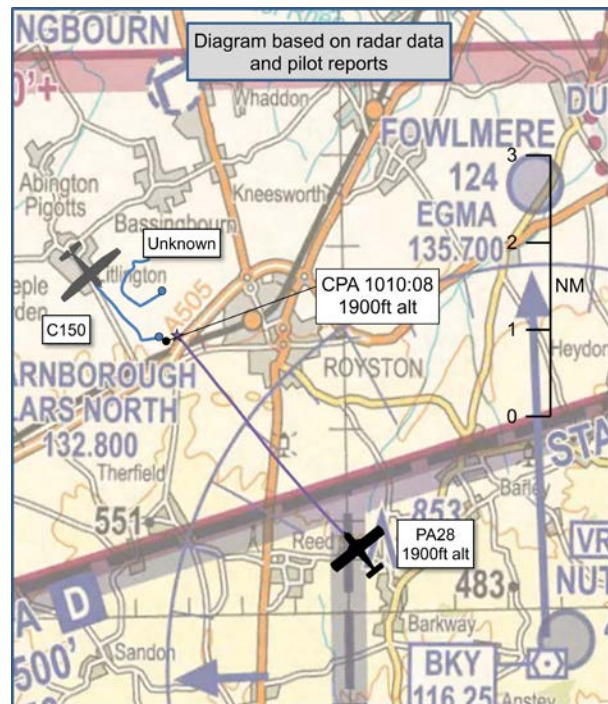 NGBOURN
Diagram based on radar data
and pilot reports
0'+
Whaddon
DU
FOWLMERE
124
EGMA
135.700
Abington
Pigotts
Kneesworth
Bassingbourn
Unknown
Litlington
eeple
rden
CPA 1010:08
1900ft alt
C150
A505
3
2
NM
1
0
Heydon
ROYSTON
ARNBOROUGH
LARS NORTH
132.800
STA
Therfield
Barley
551
853
Reed
PA28
1900ft alt
VR
NUT
483
A D
500'
Barkway
Sandon
BKY
116.25
Anstey